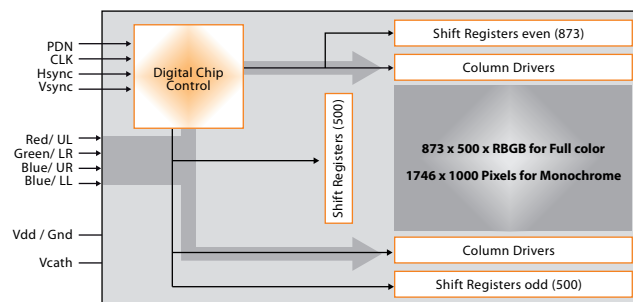 PDN
CLK
Hsync
Vsync
Red/ UL
Green/ LR
Blue/ UR
Blue/ LL
Vdd / Gnd
Vcath
Digital Chip
Control
Shift Registers even (873)
Column Drivers
Shift Registers (500)
873 x 500 x RBGB for Full color
1746 x 1000 Pixels for Monochrome
Column Drivers
Shift Registers odd (500)